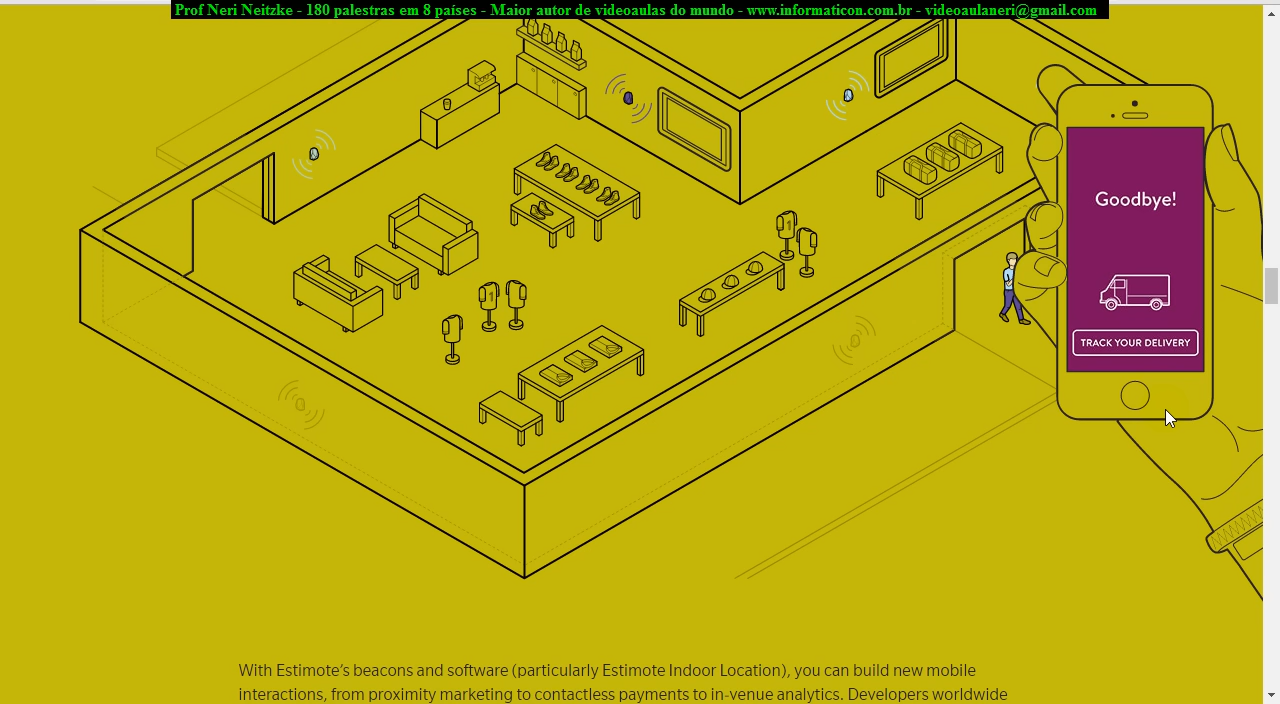 Prof Neri Neitzke - 180 palestras em 8 países - Maior autor de videoaulas do mundo - www.informaticon.com.br - videoaulaneri@gmail.com
1
Goodbye!
1
TRACK YOUR DELIVERY
With Estimote's beacons and software (particularly Estimote Indoor Location), you can build new mobile
interactions, from proximity marketing to contactless payments to in-venue analytics. Developers worldwide